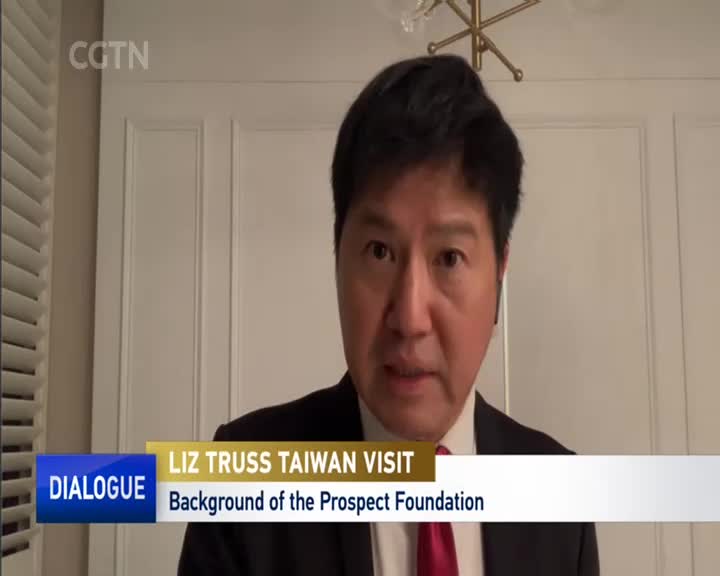 CGTN
LIZ TRUSS TAIWAN VISIT
DIALOGUE
Background of the Prospect Foundation